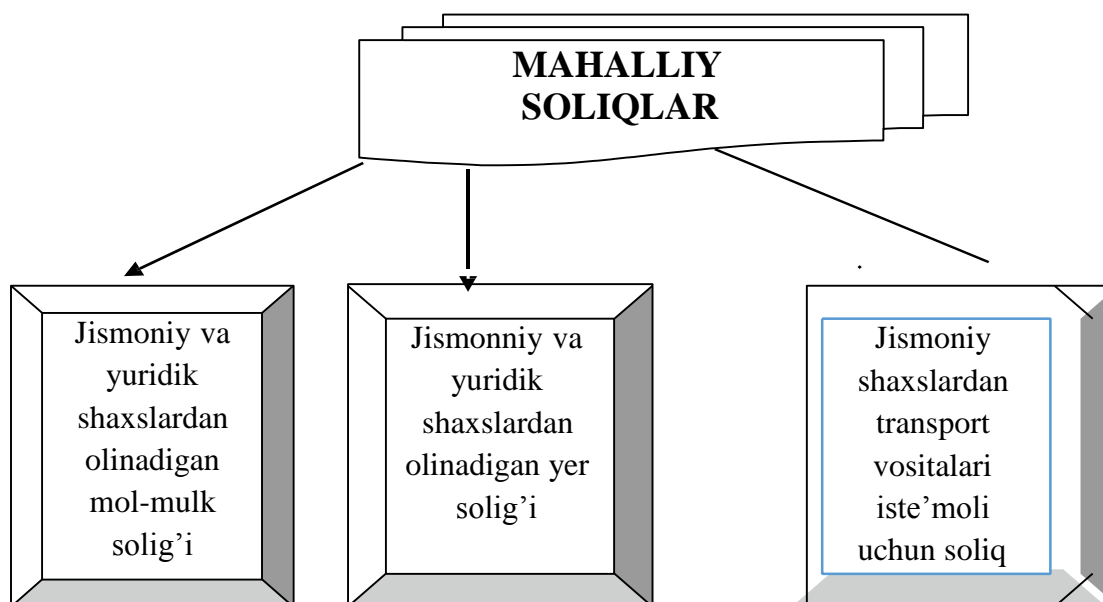 MAHALLIY
SOLIQLAR
Jismoniy va
yuridik
shaxslardan
olinadigan
mol-mulk
solig’i
Jismonniy va
yuridik
shaxslardan
olinadigan yer
solig’i
.
Jismoniy
shaxslardan
transport
vositalari
iste’moli
uchun soliq